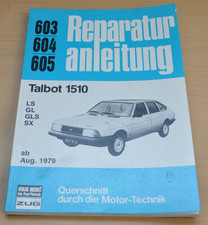 603
604
605
Reparatur
anleitung
Talbot 1510
LS
GL
GLS
SX
ab
Aug. 1979
Querschnitt
durch die Motor-Technik
ZUG